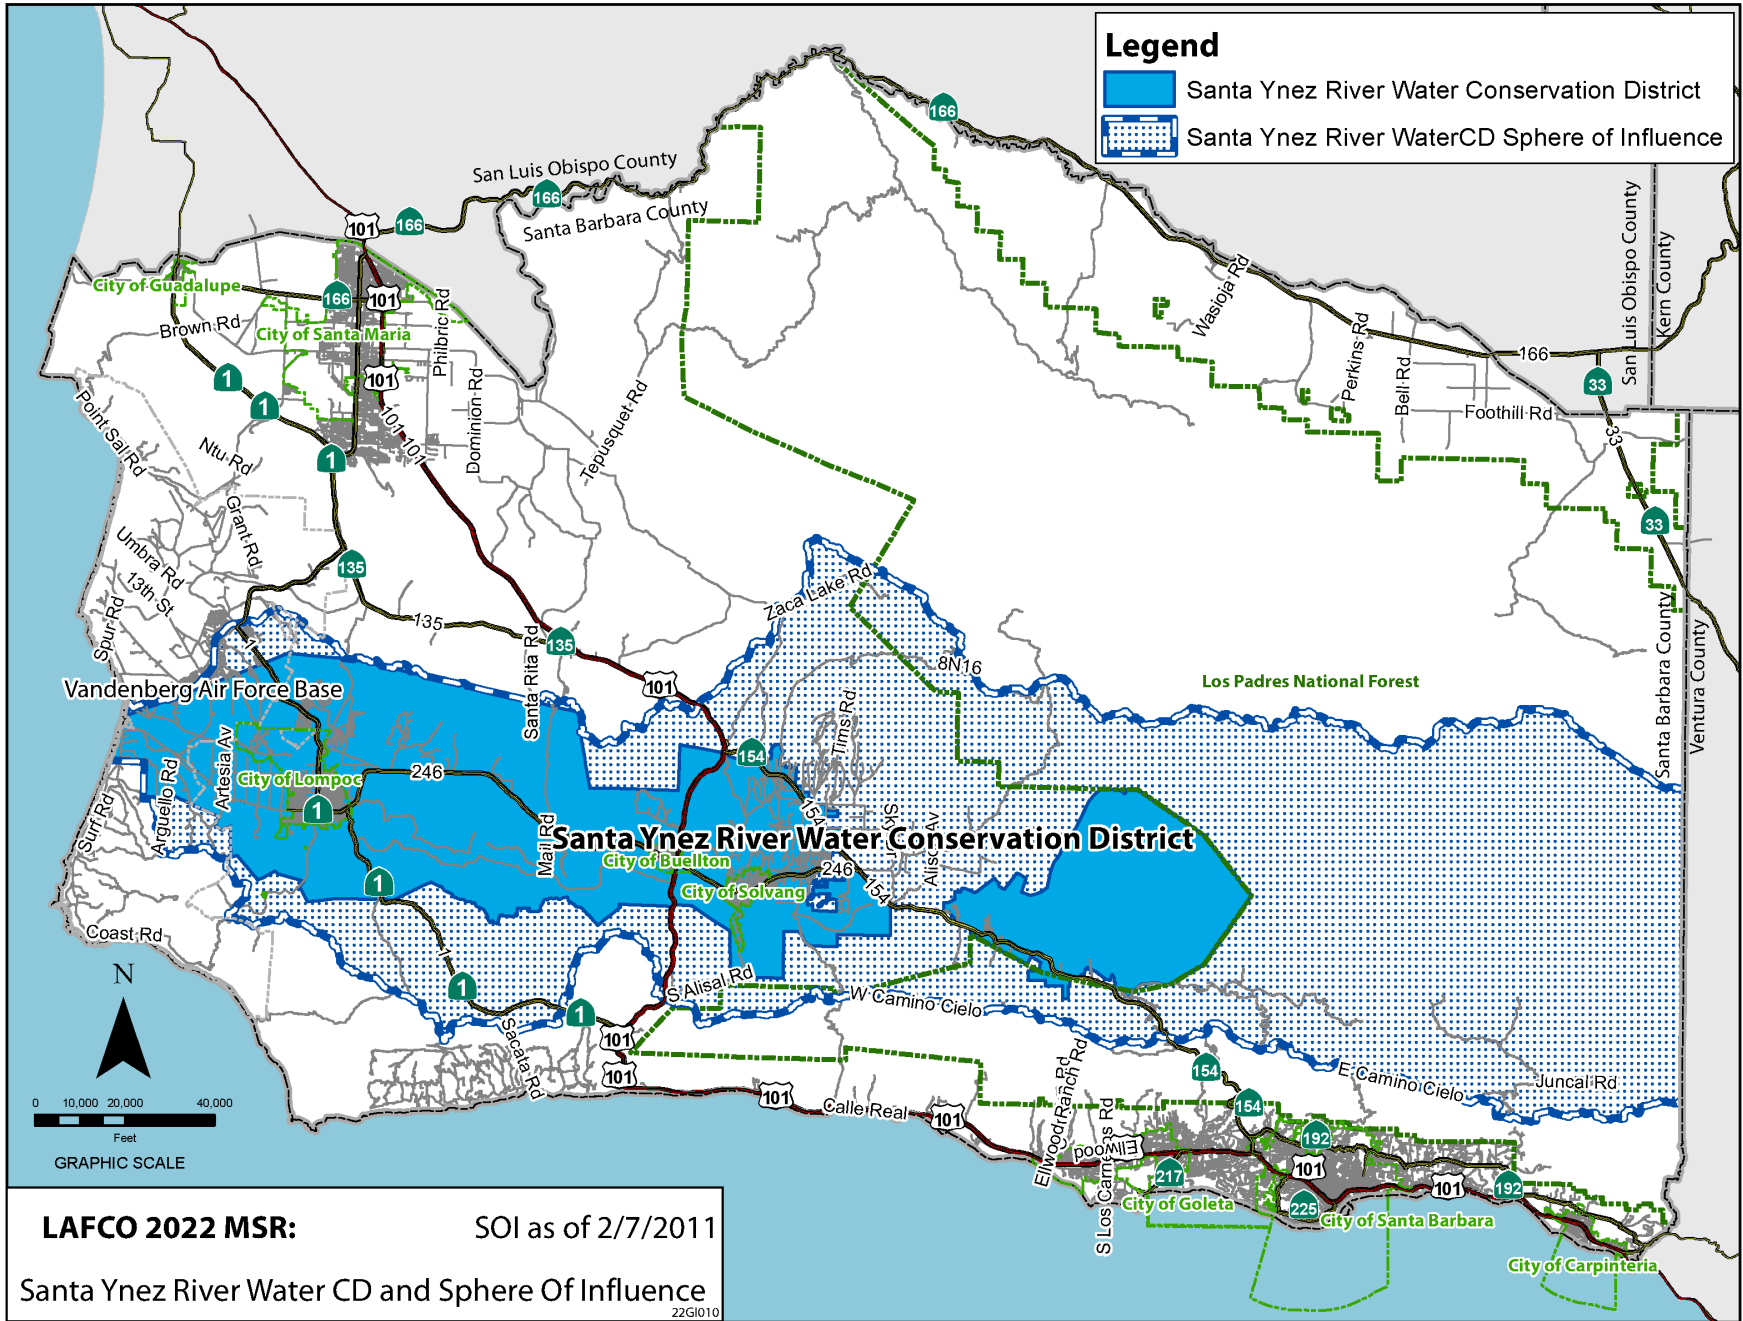 Legend
Santa Ynez River Water Conservation District
Santa Ynez River WaterCD Sphere of Influence
166
San Luis Obispo County
166
Santa Barbara County
101
166
San Luis Obispo County
Kern County
City of Guadalupe
166
101
Philbric Rd
Wasioja Rd
Brown Rd
City of Santa Maria
Perkins Rd
166
1
101
Bell Rd
33
1
Point Sal Rd
101 101
Dominion Rd
Tepusquet Rd
Foothill Rd
33
Ntu Rd
1
Grant Rd
33
Umbra Rd
135
13th St
Zaca Lake Rd
Spur Rd
135
Santa Rita Rd
135
1
8N16
Santa Barbara County
Ventura County
Vandenberg Air Force Base
101
Los Padres National Forest
Tims Rd
Artesia Av
154
City of Lompoc
246
Arguello Rd
Surf Rd
1
154
Mail Rd
Santa Ynez River Water Conservation District
City of Buellton
City of Solvang
246
154
1
Coast Rd
1
S Alisal Rd
W Camino Cielo
N
1
Sacata Rd
101
101
154
E Camino Cielo
Juncal Rd
101
Calle Real
101
154
Ellwood Ranch Rd
Rd
192
0 10,000 20,000 40,000
Feet
GRAPHIC SCALE
Ellwood
217
101
101
192
City of Goleta
225
City of Santa Barbara
City of Carpinteria
LAFCO 2022 MSR: SOI as of 2/7/2011
Santa Ynez River Water CD and Sphere Of Influence
22GI010